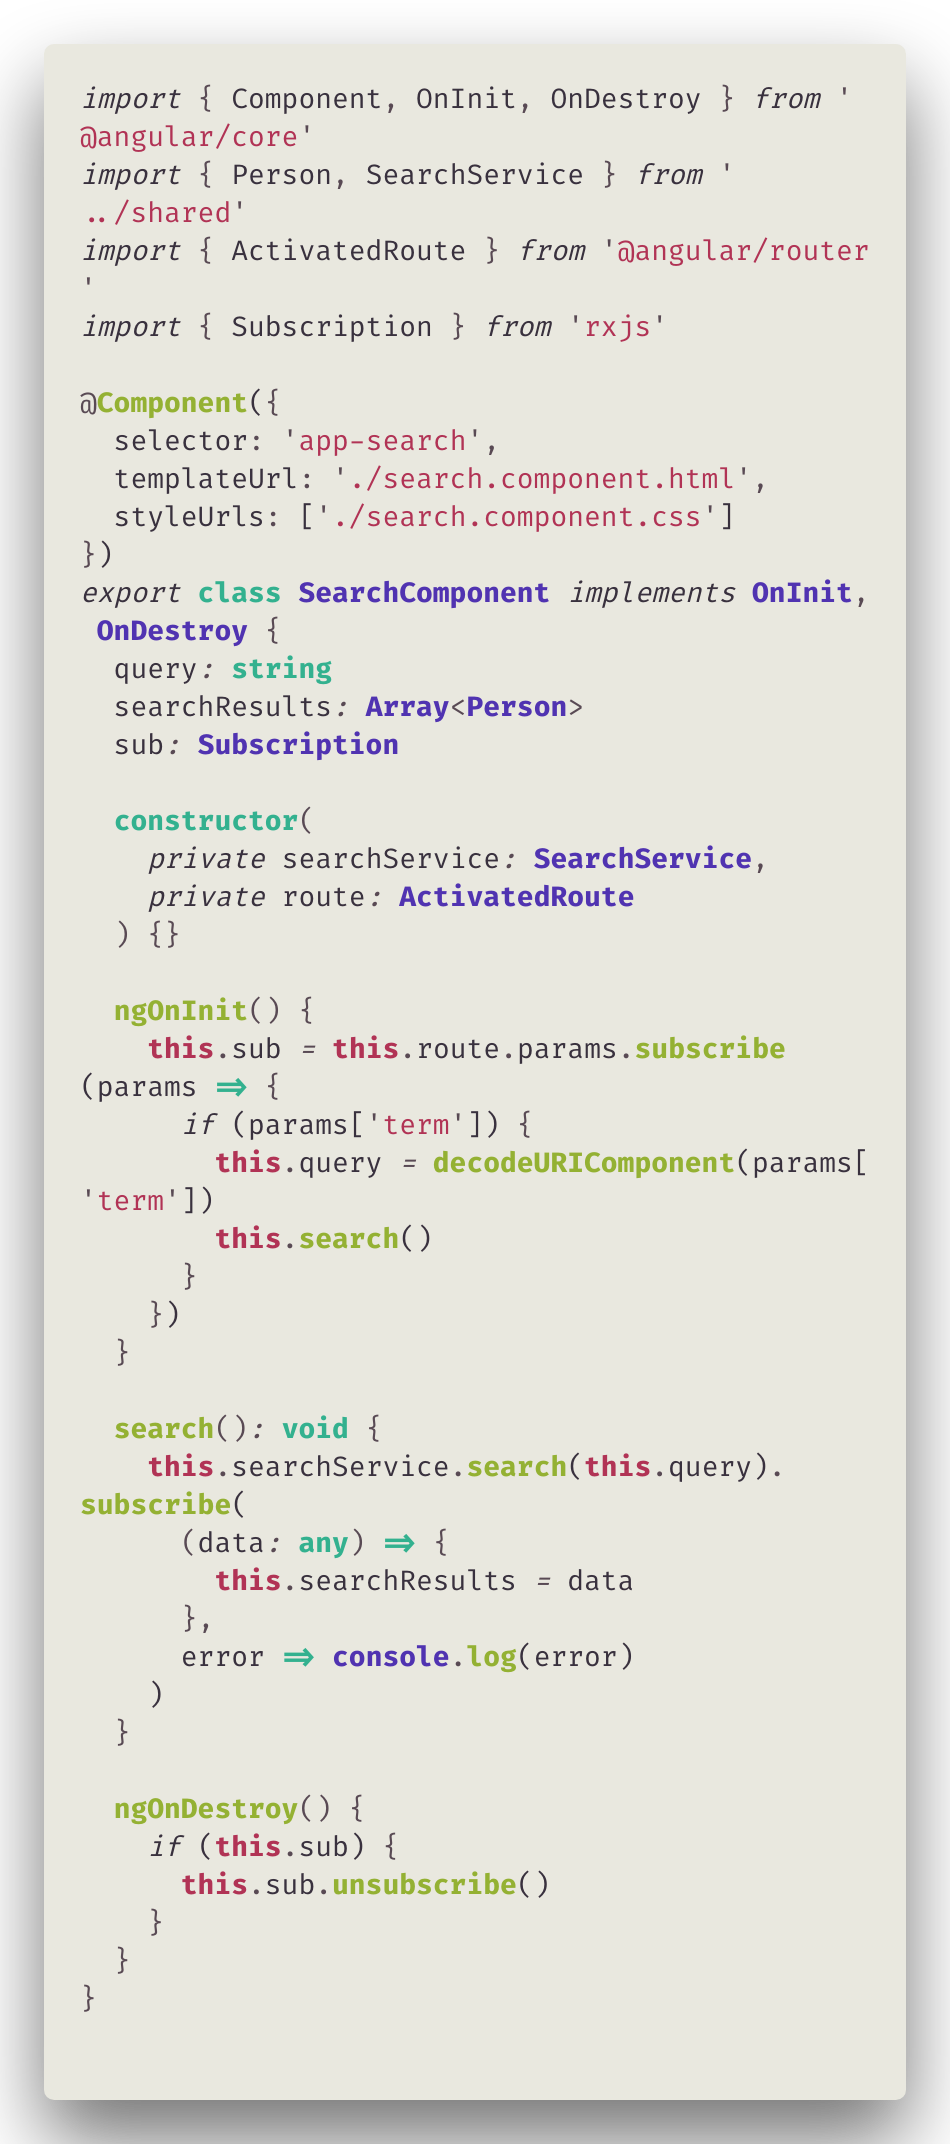 import { Component, OnInit, OnDestroy } from '
@angular/core'
import { Person, SearchService } from '
../shared'
import { ActivatedRoute } from '@angular/router
'
import { Subscription } from 'rxjs'

@Component({
  selector: 'app-search',
  templateUrl: './search.component.html',
  styleUrls: ['./search.component.css']
})
export class SearchComponent implements OnInit,
 OnDestroy {
  query: string
  searchResults: Array<Person>
  sub: Subscription

  constructor(
    private searchService: SearchService,
    private route: ActivatedRoute
  ) {}

  ngOnInit() {
    this.sub = this.route.params.subscribe
(params => {
      if (params['term']) {
        this.query = decodeURIComponent(params[
'term'])
        this.search()
      }
    })
  }

  search(): void {
    this.searchService.search(this.query).
subscribe(
      (data: any) => {
        this.searchResults = data
      },
      error => console.log(error)
    )
  }

  ngOnDestroy() {
    if (this.sub) {
      this.sub.unsubscribe()
    }
  }
}